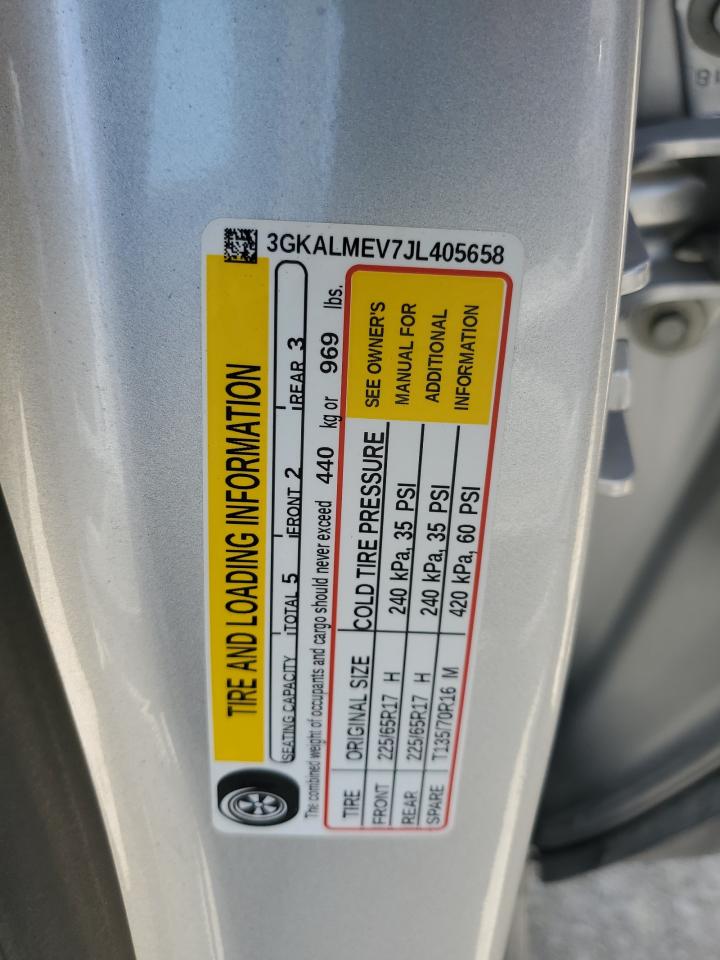 3GKALMEV7JL405658
TIRE AND LOADING INFORMATION
SEATING CAPACITY TOTAL 5 FRONT 2 REAR 3
The combined weight of occupants and cargo should never exceed 440 kg or 969 lbs.
TIRE ORIGINAL SIZE COLD TIRE PRESSURE
FRONT 225/65R17 H 240 kPa, 35 PSI
REAR 225/65R17 H 240 kPa, 35 PSI
SPARE T135/70R16 M 420 kPa, 60 PSI
SEE OWNER'S
MANUAL FOR
ADDITIONAL
INFORMATION